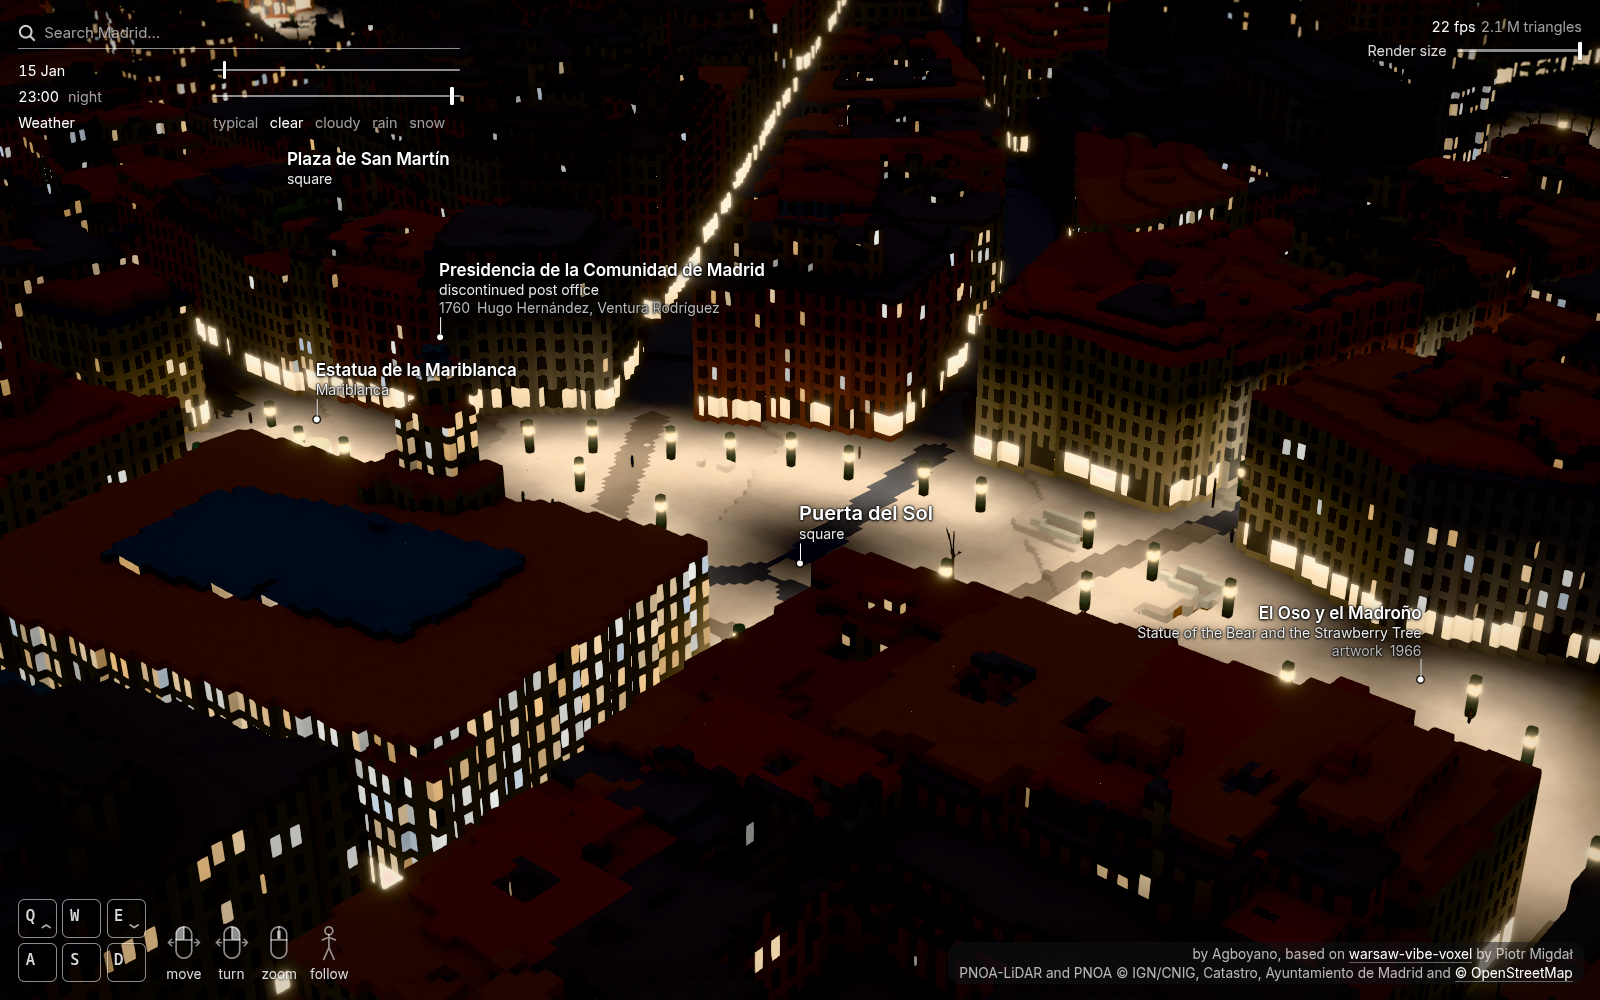 Search Madrid...
22 fps 2.1 M triangles
Render size
15 Jan
23:00 night
Weather typical clear cloudy rain snow
Plaza de San Martín
square
Presidencia de la Comunidad de Madrid
discontinued post office
1760 Hugo Hernández, Ventura Rodríguez
Estatua de la Mariblanca
Mariblanca
Puerta del Sol
square
El Oso y el Madroño
Statue of the Bear and the Strawberry Tree
artwork 1966
Q W E
A S D
move turn zoom follow
by Agboyano, based on warsaw-vibe-voxel by Piotr Migdał
PNOA-LiDAR and PNOA © IGN/CNIG, Catastro, Ayuntamiento de Madrid and © OpenStreetMap